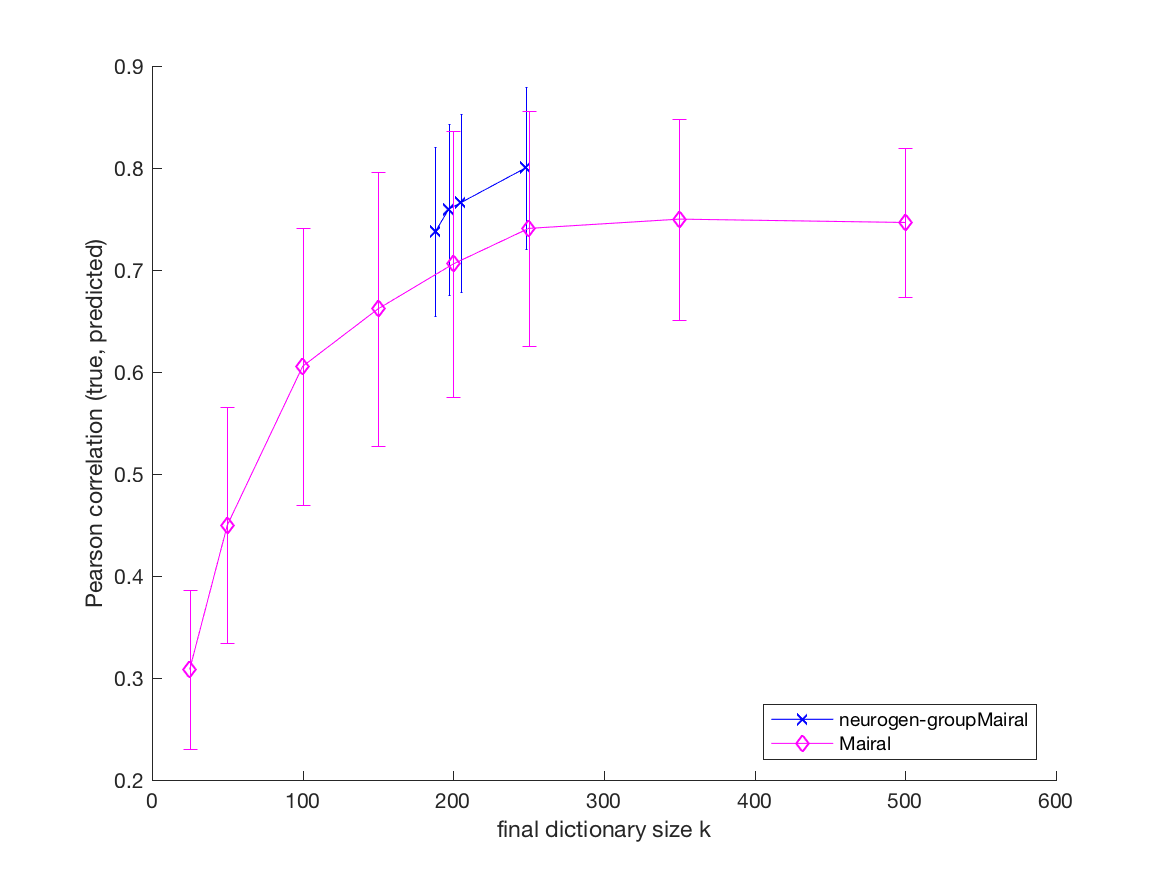 0.9
0.8
0.7
0.6
0.5
0.4
0.3
0.2
Pearson correlation (true, predicted)
0 100 200 300 400 500 600
final dictionary size k
neurogen-groupMairal
Mairal